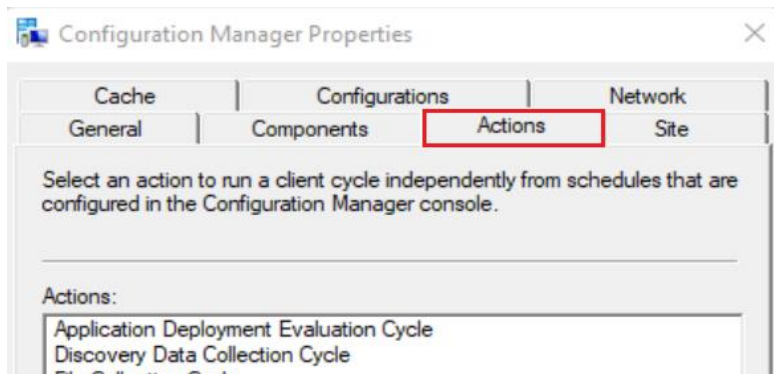 Configuration Manager Properties
Cache Configurations Network
General Components Actions Site
Select an action to run a client cycle independently from schedules that are
configured in the Configuration Manager console.
Actions:
Application Deployment Evaluation Cycle
Discovery Data Collection Cycle